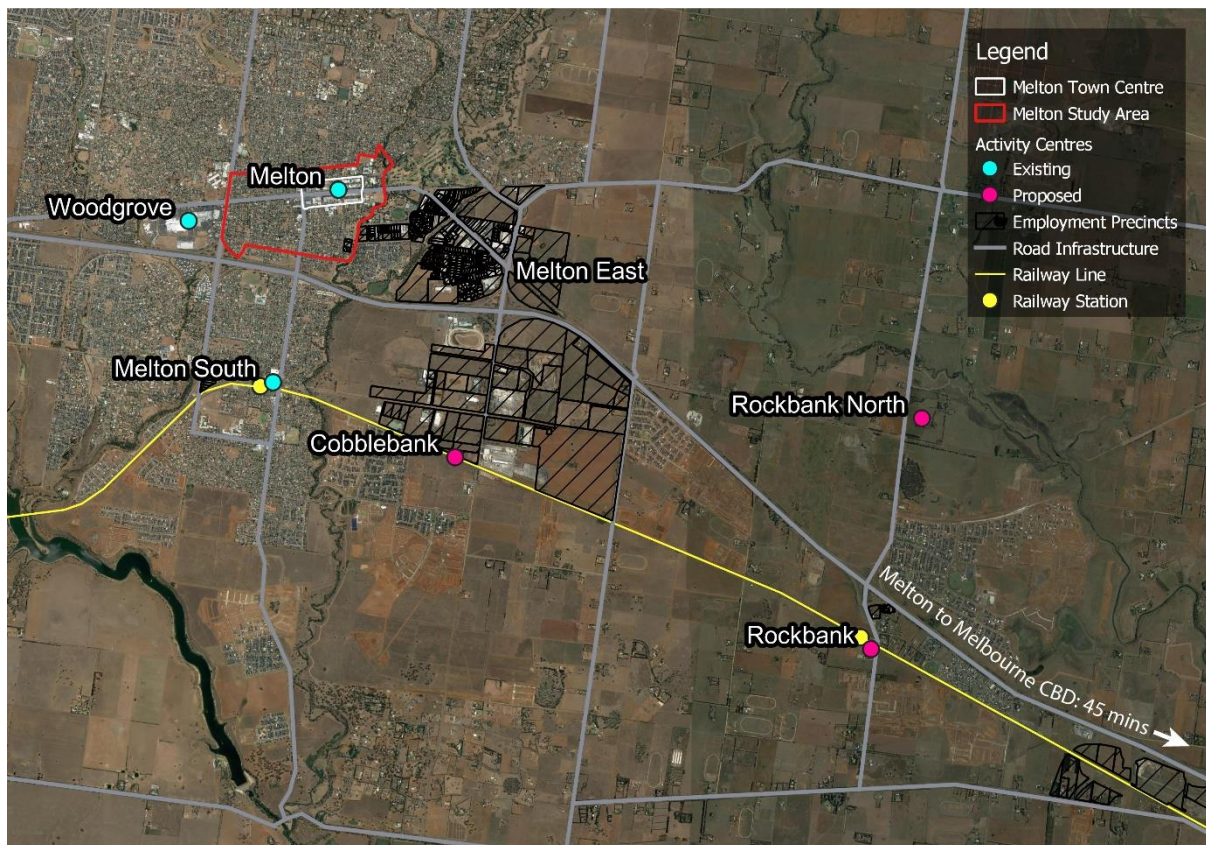 Legend
Melton Town Centre
Melton Study Area
Activity Centres
Existing
Proposed
Employment Precincts
Road Infrastructure
Railway Line
Railway Station
Melton
Woodgrove
Melton East
Melton South
Rockbank North
Cobblebank
Rockbank
Melton to Melbourne CBD: 45 mins